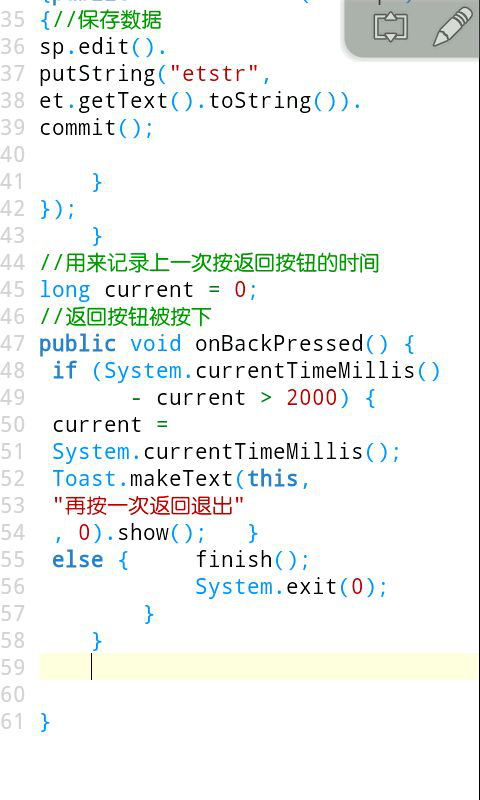 35 {//保存数据
36 sp.edit().
37 putString("etstr",
38 et.getText().toString()).
39 commit();
40
41     }
42 });
43     }
44 //用来记录上一次按返回按钮的时间
45 long current = 0;
46 //返回按钮被按下
47 public void onBackPressed() {
48  if (System.currentTimeMillis()
49        - current > 2000) {
50  current =
51  System.currentTimeMillis();
52  Toast.makeText(this,
53  "再按一次返回退出"
54  , 0).show();   }
55  else {     finish();
56             System.exit(0);
57         }
58     }
59
60
61 }